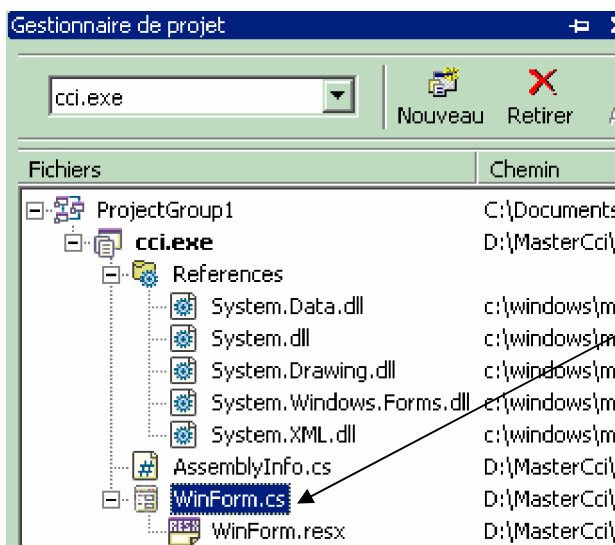 Gestionnaire de projet
cci.exe
Nouveau Retirer
Fichiers Chemin
ProjectGroup1 C:\Documents
cci.exe D:\MasterCci\
References
System.Data.dll c:\windows\m
System.dll c:\windows\m
System.Drawing.dll c:\windows\m
System.Windows.Forms.dll c:\windows\m
System.XML.dll c:\windows\m
AssemblyInfo.cs D:\MasterCci\
WinForm.cs D:\MasterCci\
WinForm.resx D:\MasterCci\